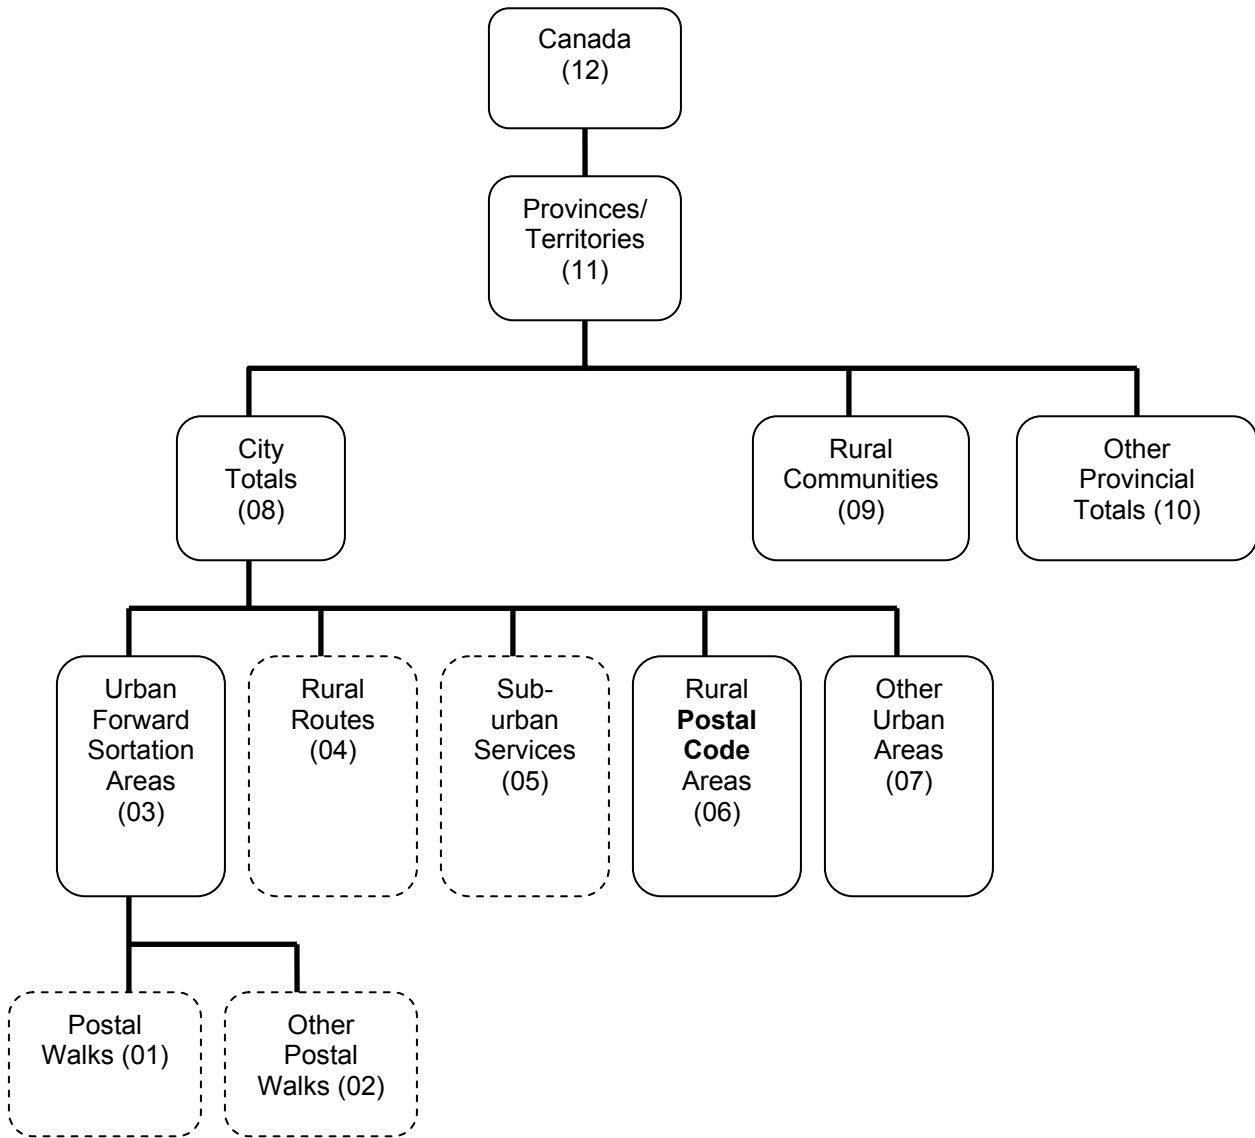 Canada
(12)
Provinces/
Territories
(11)
City
Totals
(08)
Rural
Communities
(09)
Other
Provincial
Totals (10)
Urban
Forward
Sortation
Areas
(03)
Rural
Routes
(04)
Sub-
urban
Services
(05)
Rural
Postal
Code
Areas
(06)
Other
Urban
Areas
(07)
Postal
Walks (01)
Other
Postal
Walks (02)